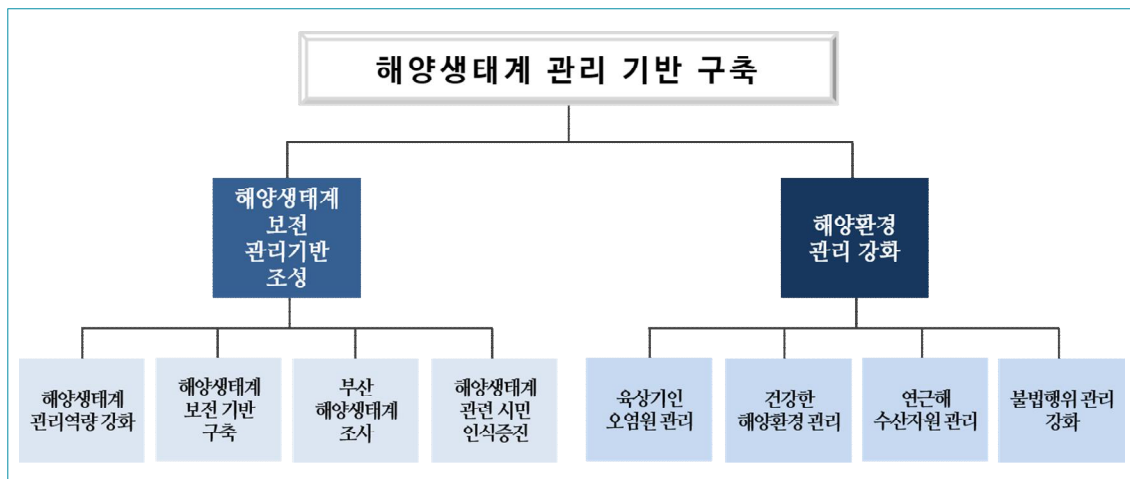 해양생태계 관리 기반 구축
해양생태계
보전
관리기반
조성
해양환경
관리 강화
해양생태계
관리역량 강화
해양생태계
보전 기반
구축
부산
해양생태계
조사
해양생태계
관련 시민
인식증진
육상기인
오염원 관리
건강한
해양환경 관리
연근해
수산자원 관리
불법행위 관리
강화